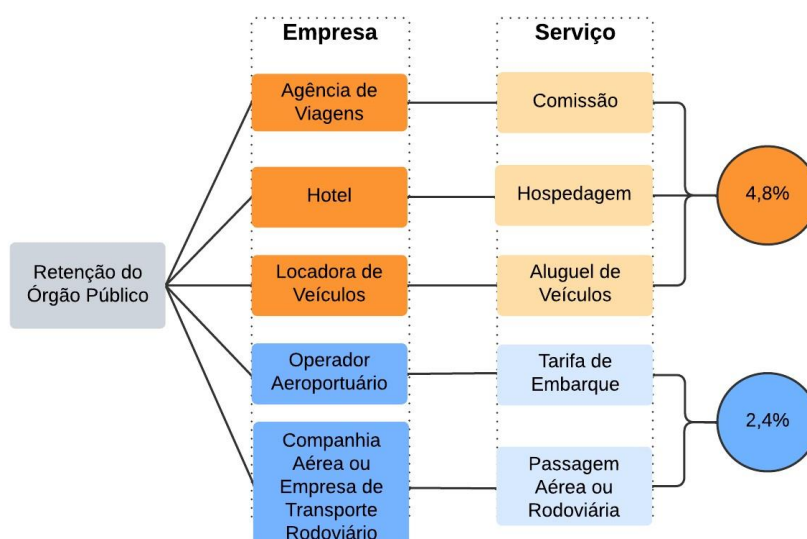 Empresa
Serviço
Agência de
Viagens
Comissão
Hotel
Hospedagem
4,8%
Retenção do
Órgão Público
Locadora de
Veículos
Aluguel de
Veículos
Operador
Aeroportuário
Tarifa de
Embarque
2,4%
Companhia
Aérea ou
Empresa de
Transporte
Rodoviário
Passagem
Aérea ou
Rodoviária